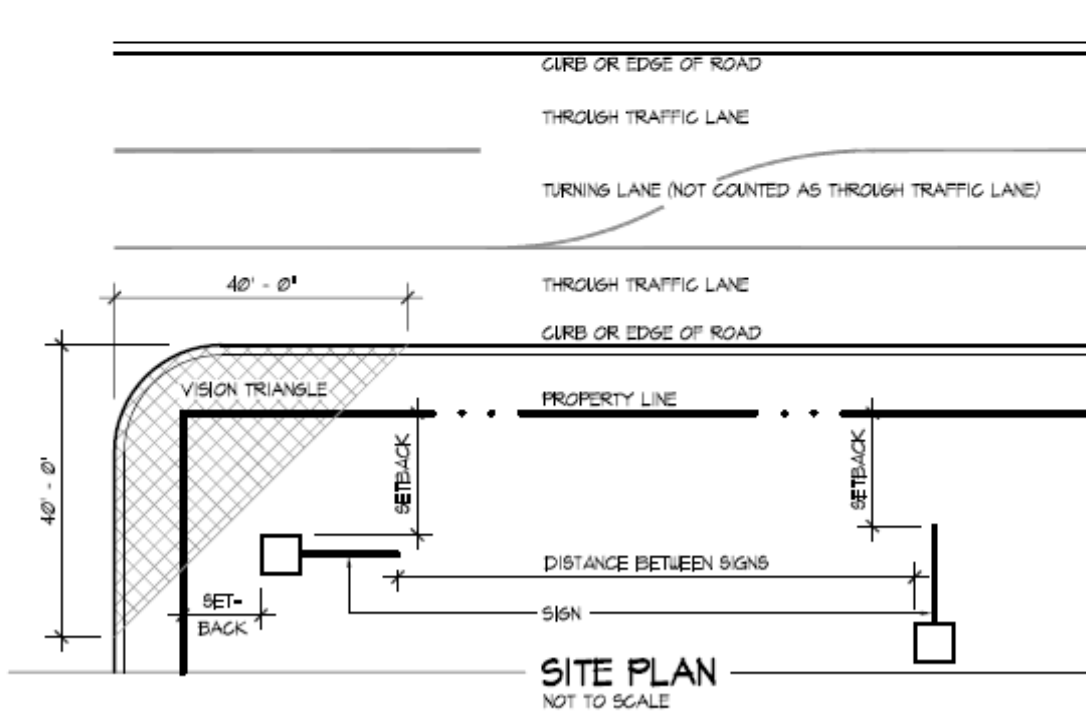 CURB OR EDGE OF ROAD
THROUGH TRAFFIC LANE
TURNING LANE (NOT COUNTED AS THROUGH TRAFFIC LANE)
40' - 0"
THROUGH TRAFFIC LANE
CURB OR EDGE OF ROAD
VISION TRIANGLE
PROPERTY LINE
40' - 0'
SETBACK
SETBACK
DISTANCE BETWEEN SIGNS
SET-
BACK
SIGN
SITE PLAN
NOT TO SCALE